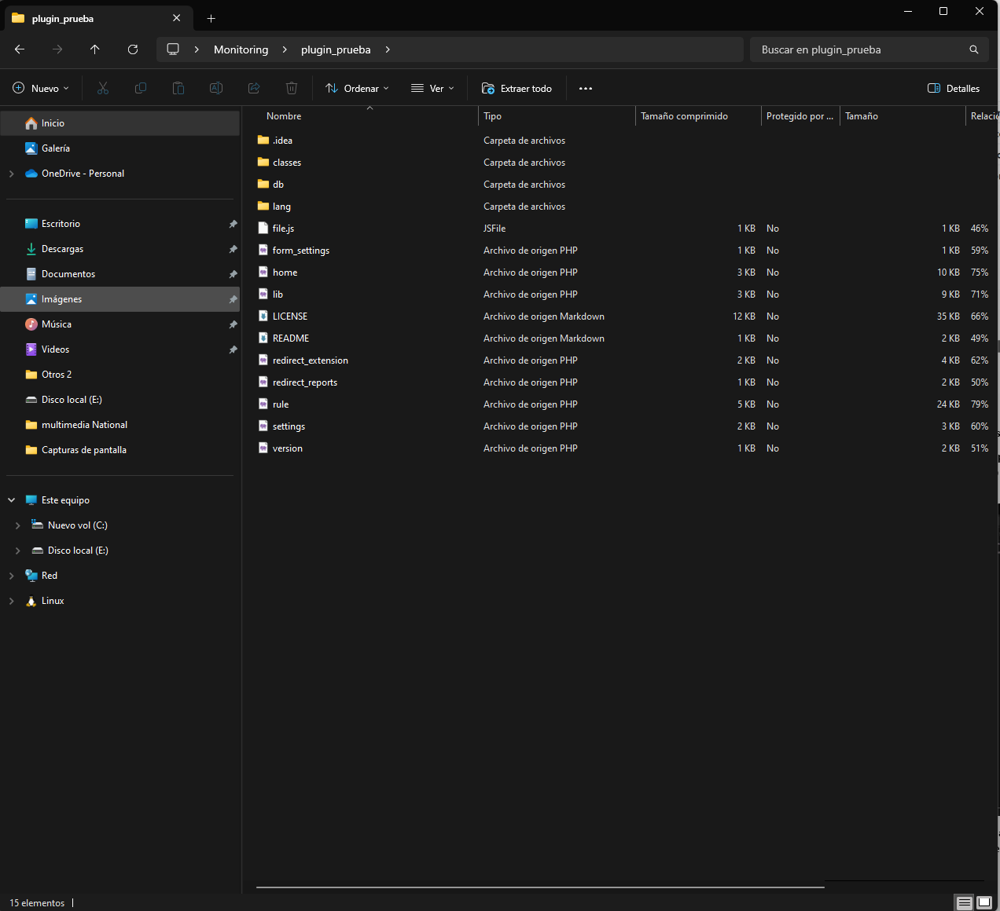 plugin_prueba
Monitoring
plugin_prueba
Buscar en plugin_prueba
Nuevo
Ordenar
Ver
Extraer todo
Detalles
Inicio
Galería
OneDrive - Personal
Escritorio
Descargas
Documentos
Imágenes
Música
Videos
Otros 2
Disco local (E:)
multimedia National
Capturas de pantalla
Este equipo
Nuevo vol (C:)
Disco local (E:)
Red
Linux
Nombre Tipo Tamaño comprimido Protegido por ... Tamaño Relació
.idea Carpeta de archivos
classes Carpeta de archivos
db Carpeta de archivos
lang Carpeta de archivos
file.js JSFile 1 KB No 1 KB 46%
form_settings Archivo de origen PHP 1 KB No 1 KB 59%
home Archivo de origen PHP 3 KB No 10 KB 75%
lib Archivo de origen PHP 3 KB No 9 KB 71%
LICENSE Archivo de origen Markdown 12 KB No 35 KB 66%
README Archivo de origen Markdown 1 KB No 2 KB 49%
redirect_extension Archivo de origen PHP 2 KB No 4 KB 62%
redirect_reports Archivo de origen PHP 1 KB No 2 KB 50%
rule Archivo de origen PHP 5 KB No 24 KB 79%
settings Archivo de origen PHP 2 KB No 3 KB 60%
version Archivo de origen PHP 1 KB No 2 KB 51%
15 elementos